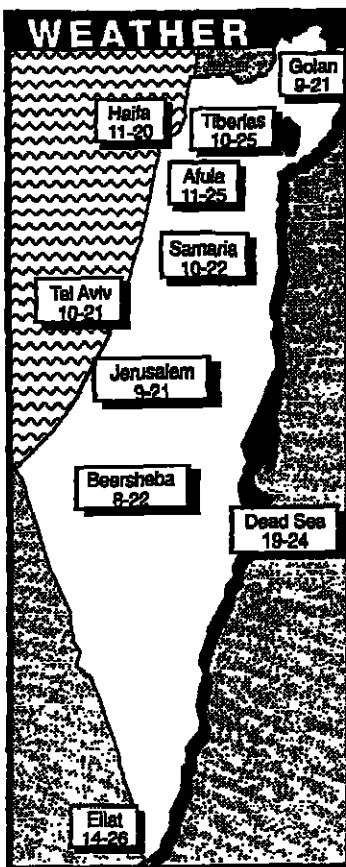 WEATHER
Golan
9-21
Haifa
11-20
Tiberias
10-25
Afula
11-25
Samaria
10-22
Tel Aviv
10-21
Jerusalem
9-21
Beersheba
8-22
Dead Sea
19-24
Eilat
14-26